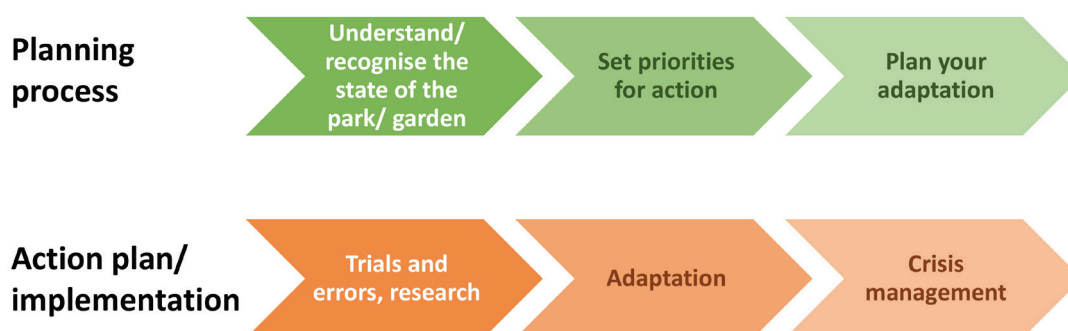 Planning
process
Understand/
recognise the
state of the
park/ garden
Set priorities
for action
Plan your
adaptation
Action plan/
implementation
Trials and
errors, research
Adaptation
Crisis
management